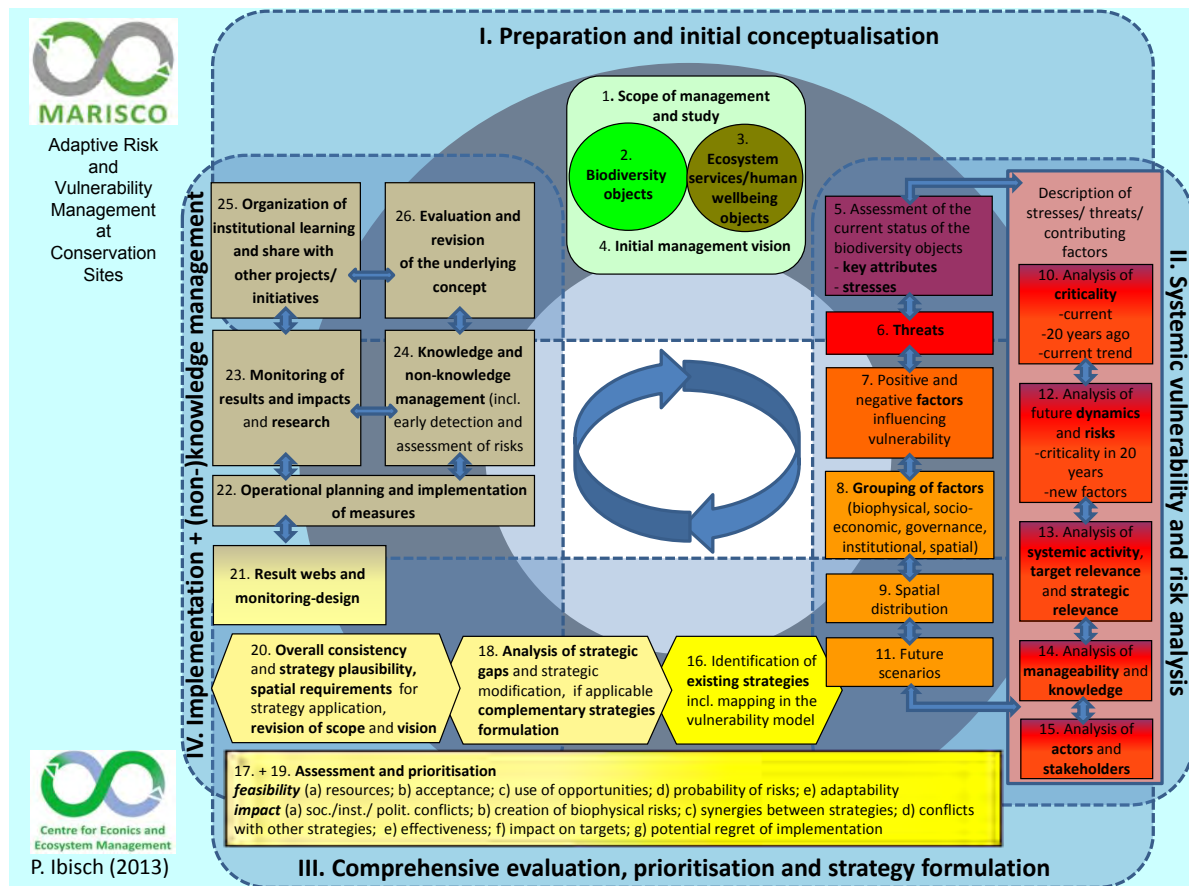 MARISCO
Adaptive Risk
and
Vulnerability
Management
at
Conservation
Sites
I. Preparation and initial conceptualisation
1. Scope of management
and study
2.
Biodiversity
objects
3.
Ecosystem
services/human
wellbeing
objects
4. Initial management vision
II. Systemic vulnerability and risk analysis
5. Assessment of the
current status of the
biodiversity objects
- key attributes
- stresses
6. Threats
7. Positive and
negative factors
influencing
vulnerability
8. Grouping of factors
(biophysical, socio-
economic, governance,
institutional, spatial)
9. Spatial
distribution
11. Future
scenarios
Description of
stresses/ threats/
contributing
factors
10. Analysis of
criticality
-current
-20 years ago
-current trend
12. Analysis
of future dynamics
and risks
-criticality in 20
years
-new factors
13. Analysis of
systemic activity,
target relevance
and strategic
relevance
14. Analysis of
manageability and
knowledge
15. Analysis of
actors and
stakeholders
16. Identification of
existing strategies
incl. mapping in the
vulnerability model
18. Analysis of strategic
gaps and strategic
modification, if applicable
complementary strategies
formulation
20. Overall consistency
and strategy plausibility,
spatial requirements for
strategy application,
revision of scope and vision
17. + 19. Assessment and prioritisation
feasibility (a) resources; b) acceptance; c) use of opportunities; d) probability of risks; e) adaptability
impact (a) soc./inst./ polit. conflicts; b) creation of biophysical risks; c) synergies between strategies; d) conflicts
with other strategies; e) effectiveness; f) impact on targets; g) potential regret of implementation
III. Comprehensive evaluation, prioritisation and strategy formulation
IV. Implementation + (non-)knowledge management
25. Organization of
institutional learning
and share with
other projects/
initiatives
26. Evaluation and
revision
of the underlying
concept
23. Monitoring of
results and impacts
and research
24. Knowledge and
non-knowledge
management (incl.
early detection and
assessment of risks)
22. Operational planning and implementation
of measures
21. Result webs and
monitoring-design
Centre for Econics and
Ecosystem Management
P. Ibisch (2013)